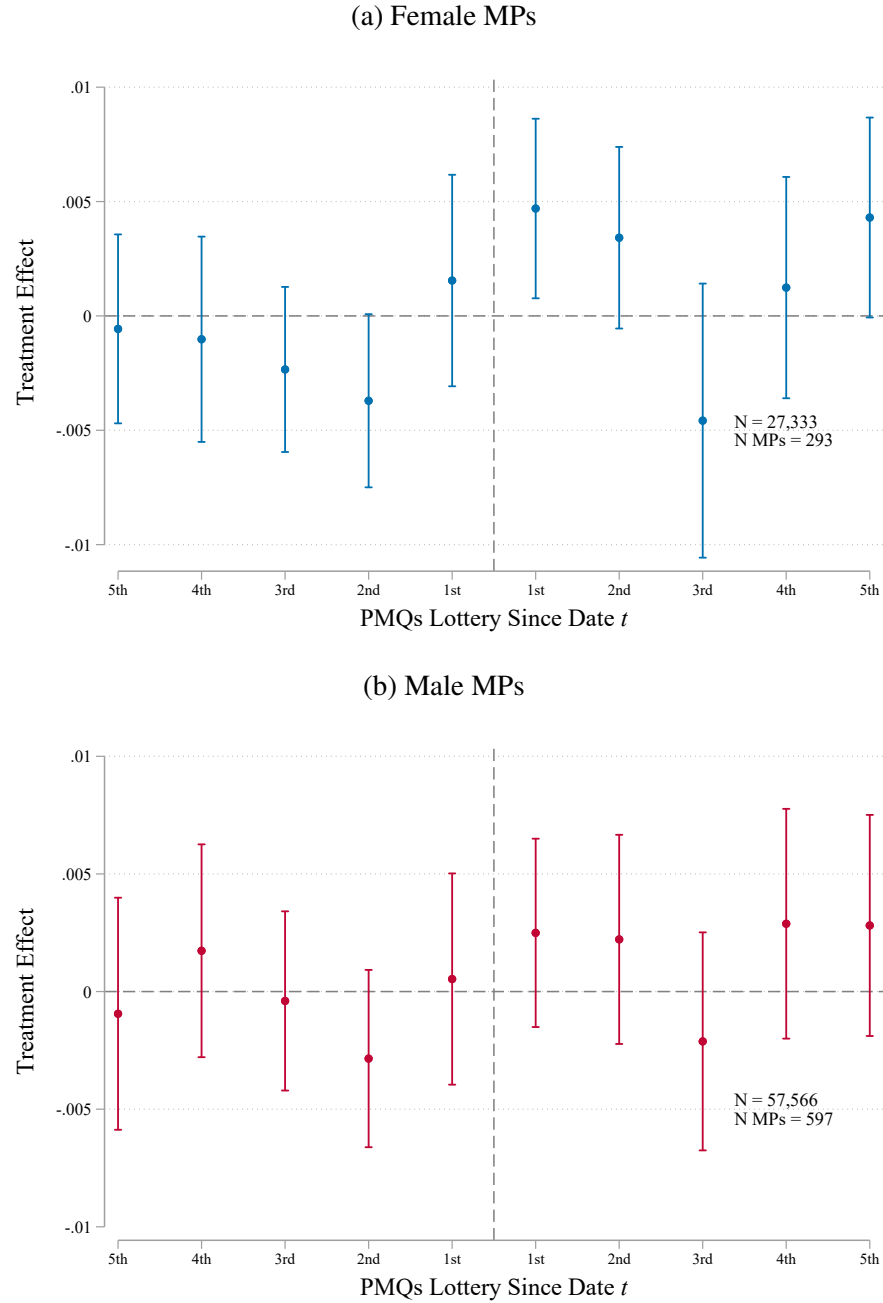 (a) Female MPs
.01
.005
0
-.005
-.01
Treatment Effect
N = 27,333
N MPs = 293
5th 4th 3rd 2nd 1st 1st 2nd 3rd 4th 5th
PMQs Lottery Since Date t
(b) Male MPs
.01
.005
0
-.005
-.01
Treatment Effect
N = 57,566
N MPs = 597
5th 4th 3rd 2nd 1st 1st 2nd 3rd 4th 5th
PMQs Lottery Since Date t